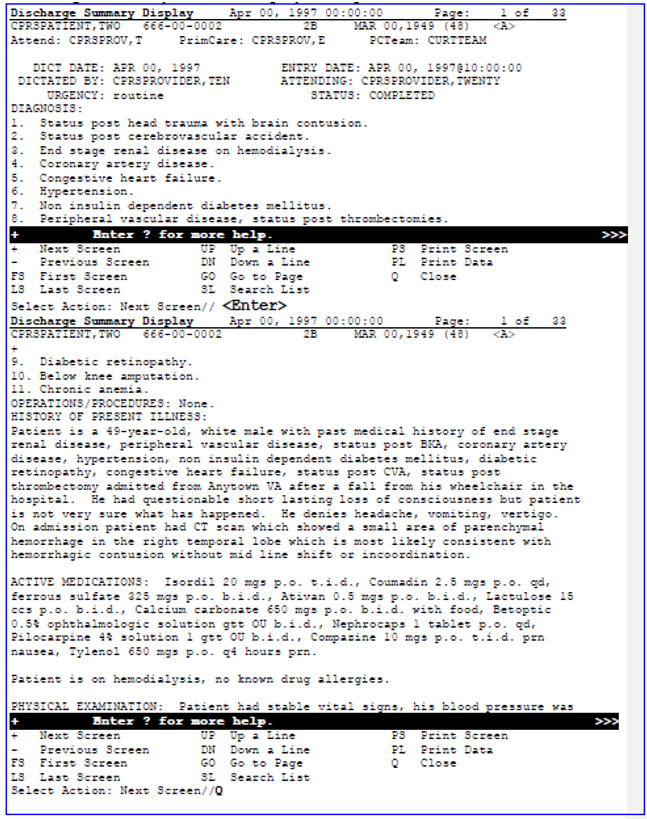 Discharge Summary Display     Apr 00, 1997 00:00:00     Page:    1 of   33
CPRSPATIENT,TWO   666-00-0002            2B     MAR 00,1949 (48)   <A>
Attend: CPRSPROV,T     PrimCare: CPRSPROV,E      PCTeam: CURTTEAM
DICT DATE: APR 00, 1997            ENTRY DATE: APR 00, 1997@10:00:00
DICTATED BY: CPRSPROVIDER,TEN       ATTENDING: CPRSPROVIDER,TWENTY
URGENCY: routine                   STATUS: COMPLETED
DIAGNOSIS:
1.  Status post head trauma with brain contusion.
2.  Status post cerebrovascular accident.
3.  End stage renal disease on hemodialysis.
4.  Coronary artery disease.
5.  Congestive heart failure.
6.  Hypertension.
7.  Non insulin dependent diabetes mellitus.
8.  Peripheral vascular disease, status post thrombectomies.
+         Enter ? for more help.                                        >>>
+   Next Screen          UP  Up a Line             PS  Print Screen
-   Previous Screen      DN  Down a Line           PL  Print Data
FS  First Screen         GO  Go to Page            Q   Close
LS  Last Screen          SL  Search List
Select Action: Next Screen// <Enter>
Discharge Summary Display     Apr 00, 1997 00:00:00     Page:    1 of   33
CPRSPATIENT,TWO   666-00-0002            2B     MAR 00,1949 (48)   <A>
+
9.  Diabetic retinopathy.
10. Below knee amputation.
11. Chronic anemia.
OPERATIONS/PROCEDURES: None.
HISTORY OF PRESENT ILLNESS:
Patient is a 49-year-old, white male with past medical history of end stage
renal disease, peripheral vascular disease, status post BKA, coronary artery
disease, hypertension, non insulin dependent diabetes mellitus, diabetic
retinopathy, congestive heart failure, status post CVA, status post
thrombectomy admitted from Anytown VA after a fall from his wheelchair in the
hospital.  He had questionable short lasting loss of consciousness but patient
is not very sure what has happened.  He denies headache, vomiting, vertigo.
On admission patient had CT scan which showed a small area of parenchymal
hemorrhage in the right temporal lobe which is most likely consistent with
hemorrhagic contusion without mid line shift or incoordination.
ACTIVE MEDICATIONS:  Isordil 20 mgs p.o. t.i.d., Coumadin 2.5 mgs p.o. qd,
ferrous sulfate 325 mgs p.o. b.i.d., Ativan 0.5 mgs p.o. b.i.d., Lactulose 15
ccs p.o. b.i.d., Calcium carbonate 650 mgs p.o. b.i.d. with food, Betoptic
0.5% ophthalmologic solution gtt OU b.i.d., Nephrocaps 1 tablet p.o. qd,
Pilocarpine 4% solution 1 gtt OU b.i.d., Compazine 10 mgs p.o. t.i.d. prn
nausea, Tylenol 650 mgs p.o. q4 hours prn.
Patient is on hemodialysis, no known drug allergies.
PHYSICAL EXAMINATION:  Patient had stable vital signs, his blood pressure was
+         Enter ? for more help.                                        >>>
+   Next Screen          UP  Up a Line             PS  Print Screen
-   Previous Screen      DN  Down a Line           PL  Print Data
FS  First Screen         GO  Go to Page            Q   Close
LS  Last Screen          SL  Search List
Select Action: Next Screen//Q